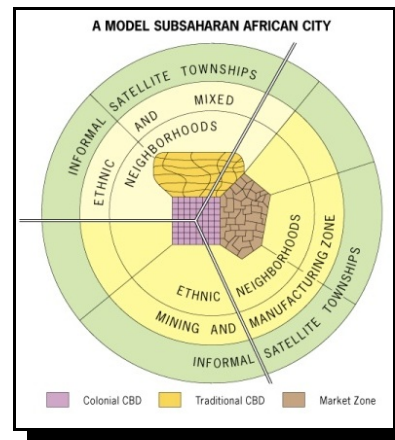 A MODEL SUBSAHARAN AFRICAN CITY
INFORMAL SATELLITE TOWNSHIPS
ETHNIC AND MIXED
NEIGHBORHOODS
ETHNIC NEIGHBORHOODS
MINING AND MANUFACTURING ZONE
INFORMAL SATELLITE TOWNSHIPS
Colonial CBD
Traditional CBD
Market Zone